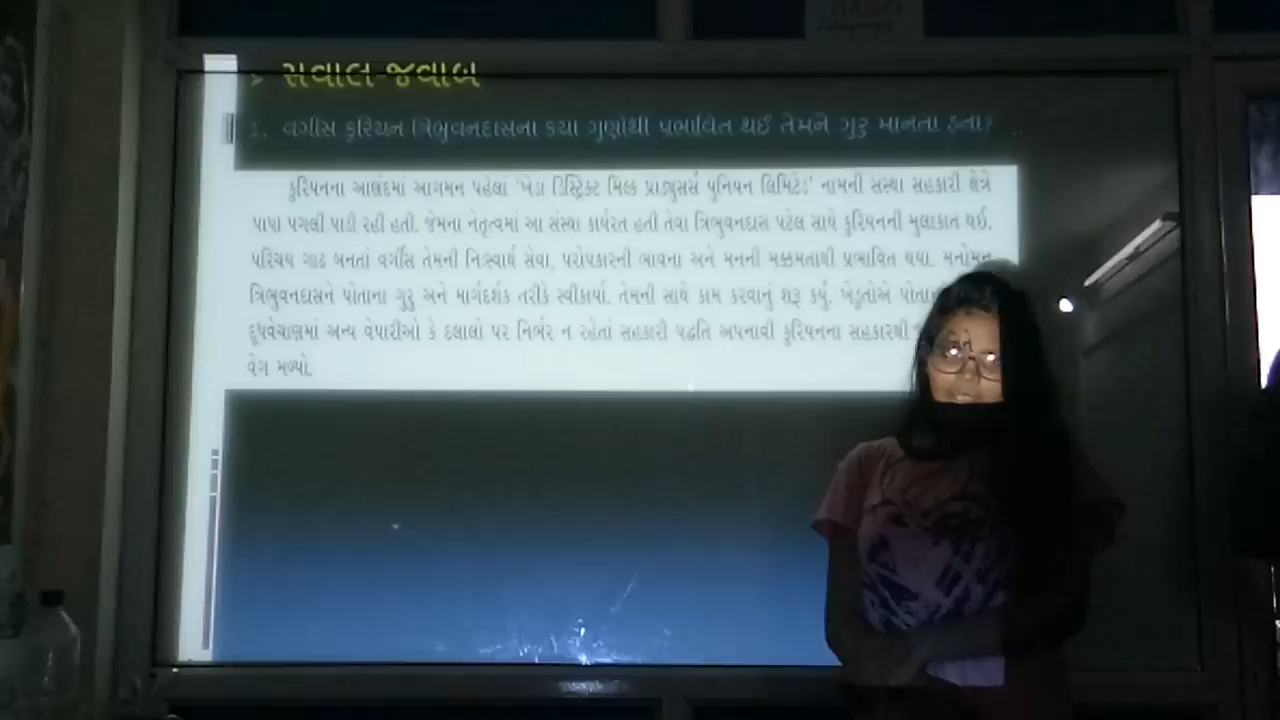 ➢ સવાલ-જવાબ
1. વર્ગીસ કુરિયન ત્રિભુવનદાસના કયા ગુણોથી પ્રભાવિત થઈ તેમને ગુરુ માનતા હતા?
કુરિયનના આણંદમાં આગમન પહેલાં 'ખેડા ડિસ્ટ્રિક્ટ મિલ્ક પ્રોડ્યુસર્સ યુનિયન લિમિટેડ' નામની સંસ્થા સહકારી ક્ષેત્રે
પાપા પગલી પાડી રહી હતી. જેમના નેતૃત્વમાં આ સંસ્થા કાર્યરત હતી તેવા ત્રિભુવનદાસ પટેલ સાથે કુરિયનની મુલાકાત થઈ.
પરિચય ગાઢ બનતાં વર્ગીસ તેમની નિઃસ્વાર્થ સેવા, પરોપકારની ભાવના અને મનની મક્કમતાથી પ્રભાવિત થયા. મનોમન
ત્રિભુવનદાસને પોતાના ગુરુ અને માર્ગદર્શક તરીકે સ્વીકાર્યા. તેમની સાથે કામ કરવાનું શરૂ કર્યું. ખેડૂતોએ
દૂધવેચાણમાં અન્ય વેપારીઓ કે દલાલો પર નિર્ભર ન રહેતાં સહકારી પદ્ધતિ અપનાવી કુરિયનના સહકારથી
વેગ મળ્યો.